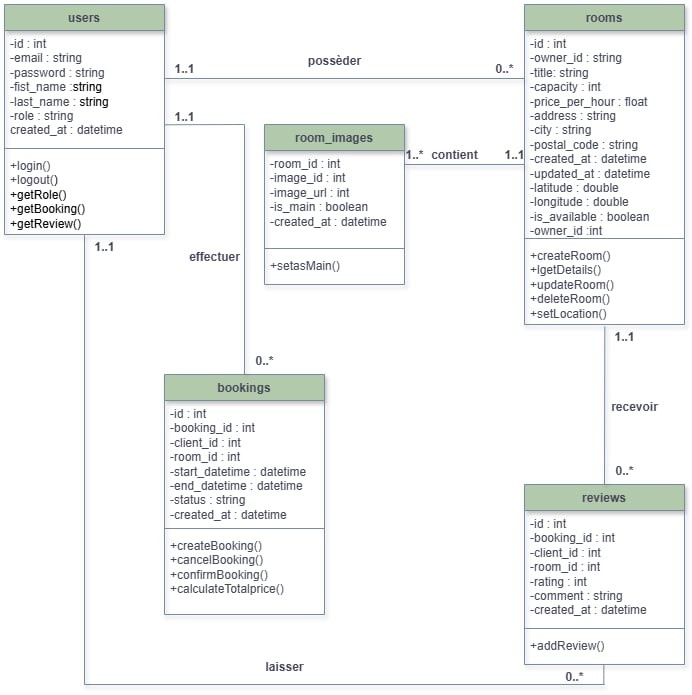 users
-id : int
-email : string
-password : string
-fist_name :string
-last_name : string
-role : string
created_at : datetime
+login()
+logout()
+getRole()
+getBooking()
+getReview()
1..1
possèder
0..*
rooms
-id : int
-owner_id : string
-title: string
-capacity : int
-price_per_hour : float
-address : string
-city : string
-postal_code : string
-created_at : datetime
-updated_at : datetime
-latitude : double
-longitude : double
-is_available : boolean
-owner_id :int
+createRoom()
+lgetDetails()
+updateRoom()
+deleteRoom()
+setLocation()
1..1
room_images
-room_id : int
-image_id : int
-image_url : int
-is_main : boolean
-created_at : datetime
+setasMain()
1..*
contient
1..1
1..1
effectuer
0..*
bookings
-id : int
-booking_id : int
-client_id : int
-room_id : int
-start_datetime : datetime
-end_datetime : datetime
-status : string
-created_at : datetime
+createBooking()
+cancelBooking()
+confirmBooking()
+calculateTotalprice()
1..1
recevoir
0..*
reviews
-id : int
-booking_id : int
-client_id : int
-room_id : int
-rating : int
-comment : string
-created_at : datetime
+addReview()
laisser
0..*